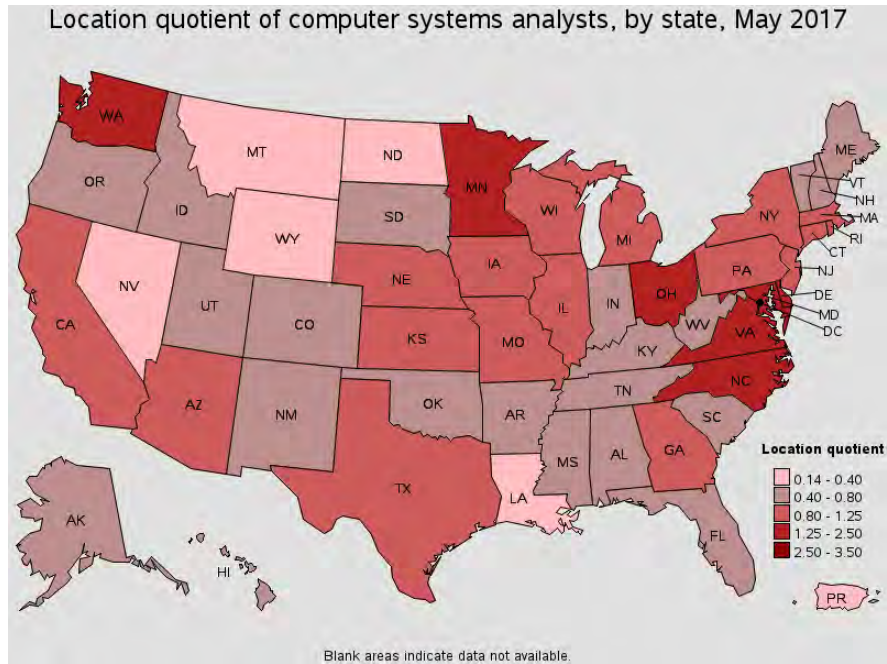 Location quotient of computer systems analysts, by state, May 2017
WA
MT
ND
MN
ME
OR
ID
SD
WI
VT
NH
WY
MI
NY
MA
RI
CT
NV
NE
IA
PA
NJ
UT
IL
IN
OH
DE
CA
CO
WV
MD
KS
MO
VA
DC
KY
AZ
NM
OK
TN
NC
AR
SC
TX
MS
AL
GA
LA
AK
FL
HI
PR
Location quotient
0.14 - 0.40
0.40 - 0.80
0.80 - 1.25
1.25 - 2.50
2.50 - 3.50
Blank areas indicate data not available.